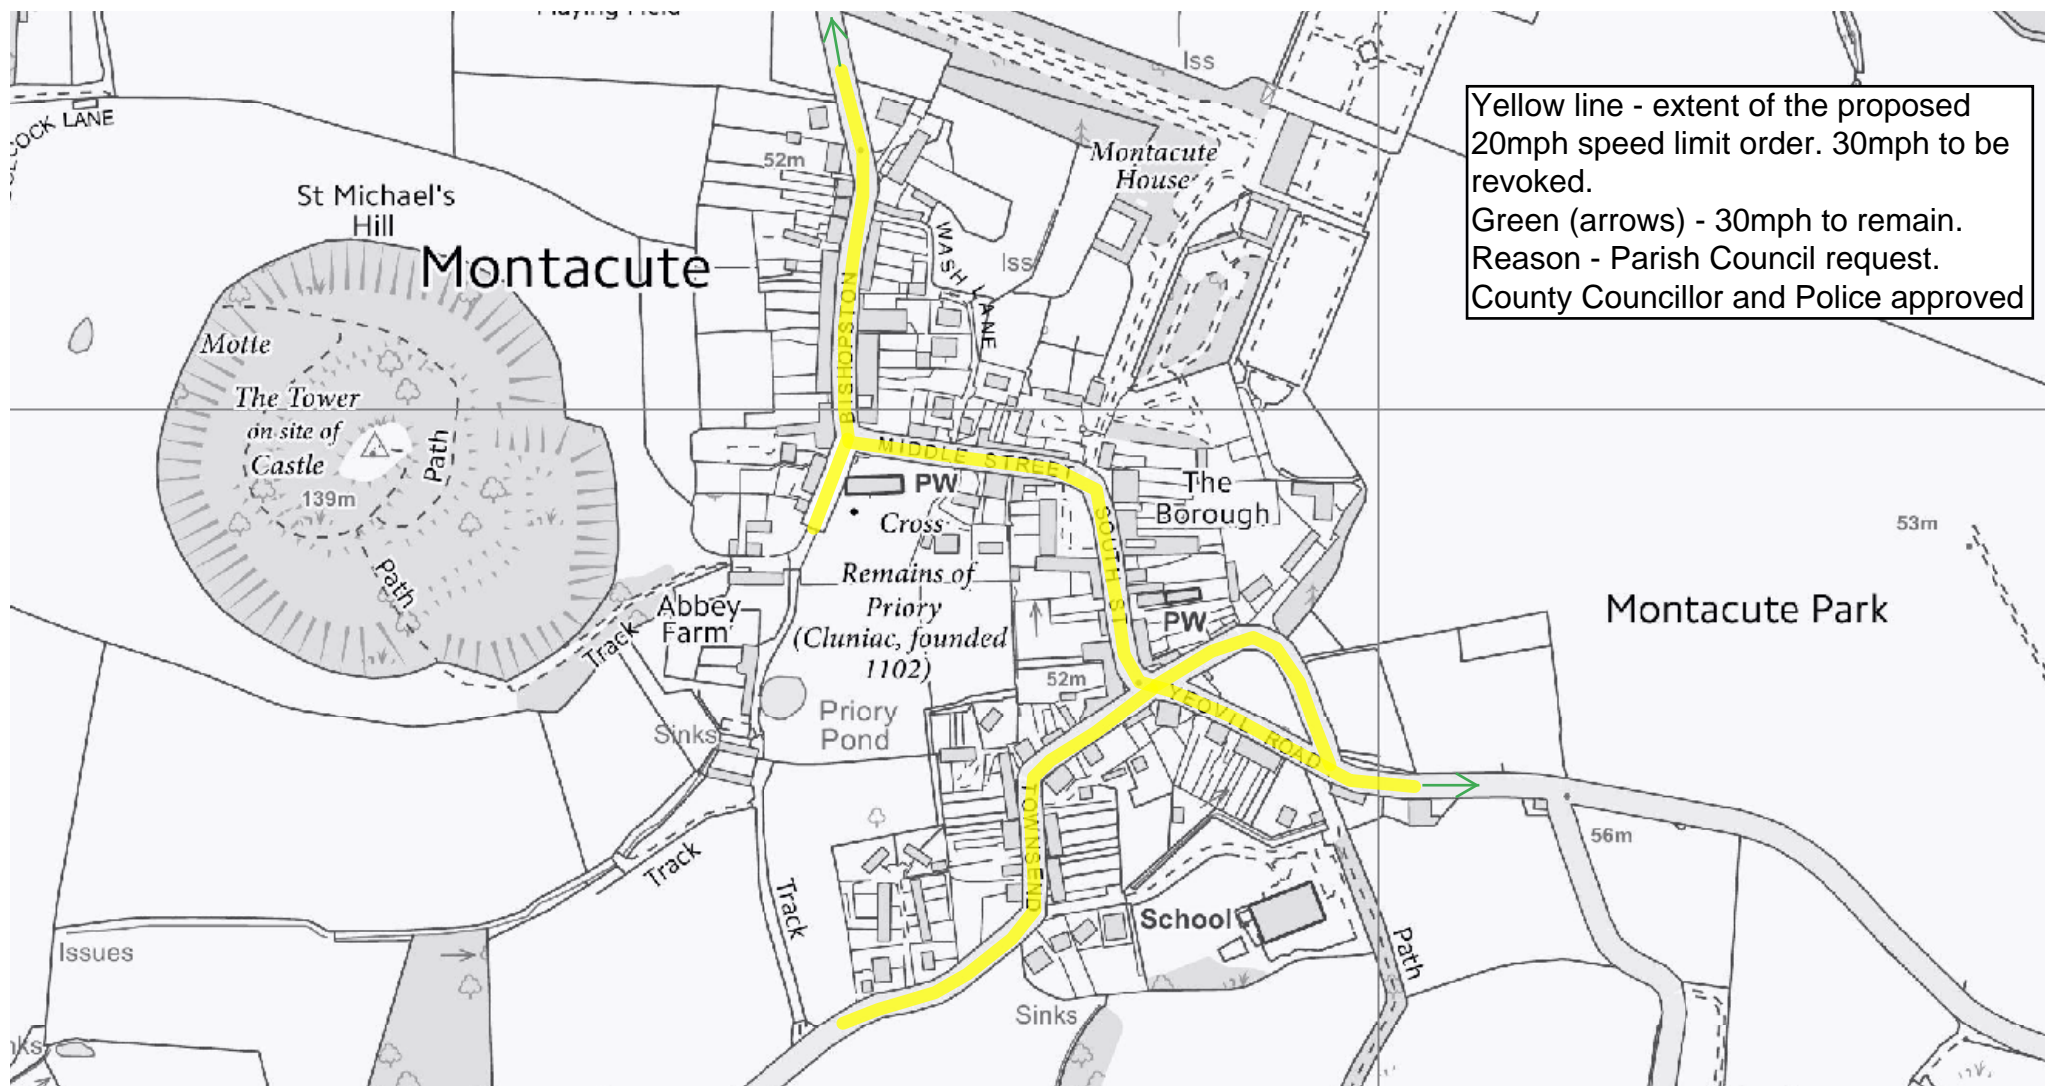 Playing Field
Iss
COCK LANE
Yellow line - extent of the proposed
20mph speed limit order. 30mph to be
revoked.
Green (arrows) - 30mph to remain.
Reason - Parish Council request.
County Councillor and Police approved
52m
Montacute
House
St Michael's
Hill
Montacute
WASH LANE
Iss
BISHOPSTON
Motte
The Tower
on site of
Castle
139m
Path
Path
MIDDLE STREET
PW
Cross
The
Borough
SOUTH ST
53m
Remains of
Priory
(Cluniac, founded
1102)
Abbey
Farm
Track
PW
Montacute Park
52m
Priory
Pond
Sinks
YEOVIL ROAD
TOWNSEND
56m
Track
Track
School
Path
Issues
Sinks